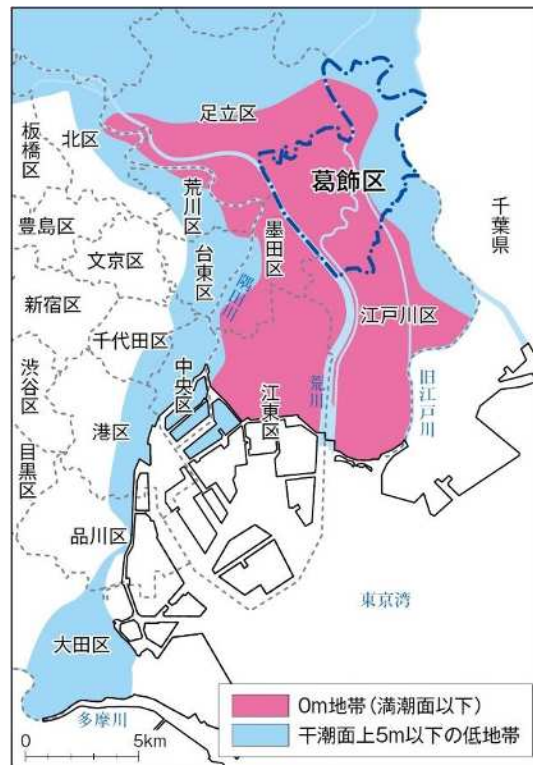 足立区
北区
板橋区
葛飾区
荒川区
千葉県
墨田区
豊島区
文京区
台東区
隅田川
新宿区
江戸川区
千代田区
渋谷区
中央区
江東区
荒川
旧江戸川
港区
目黒区
品川区
東京湾
大田区
多摩川
0m地帯(満潮面以下)
干潮面上5m以下の低地帯
0 5km